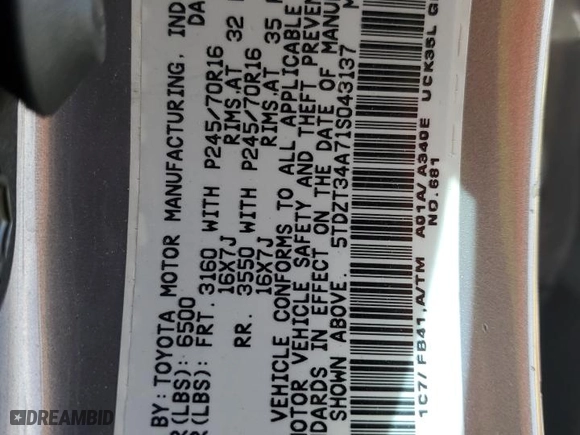 BY: TOYOTA MOTOR MANUFACTURING, IND
(LBS): 6500 DA
(LBS): FRT. 3160 WITH P245/70R16
16X7J RIMS AT 32
RR. 3550 WITH P245/70R16
16X7J RIMS AT 35
VEHICLE CONFORMS TO ALL APPLICABLE
MOTOR VEHICLE SAFETY AND THEFT PREVEN
DARDS IN EFFECT ON THE DATE OF MANU
SHOWN ABOVE. 5TDZT34A71S043137 M
1C7/ FB41,A/TM A01A/A340E UCK35L G
NO.681
DREAMBID